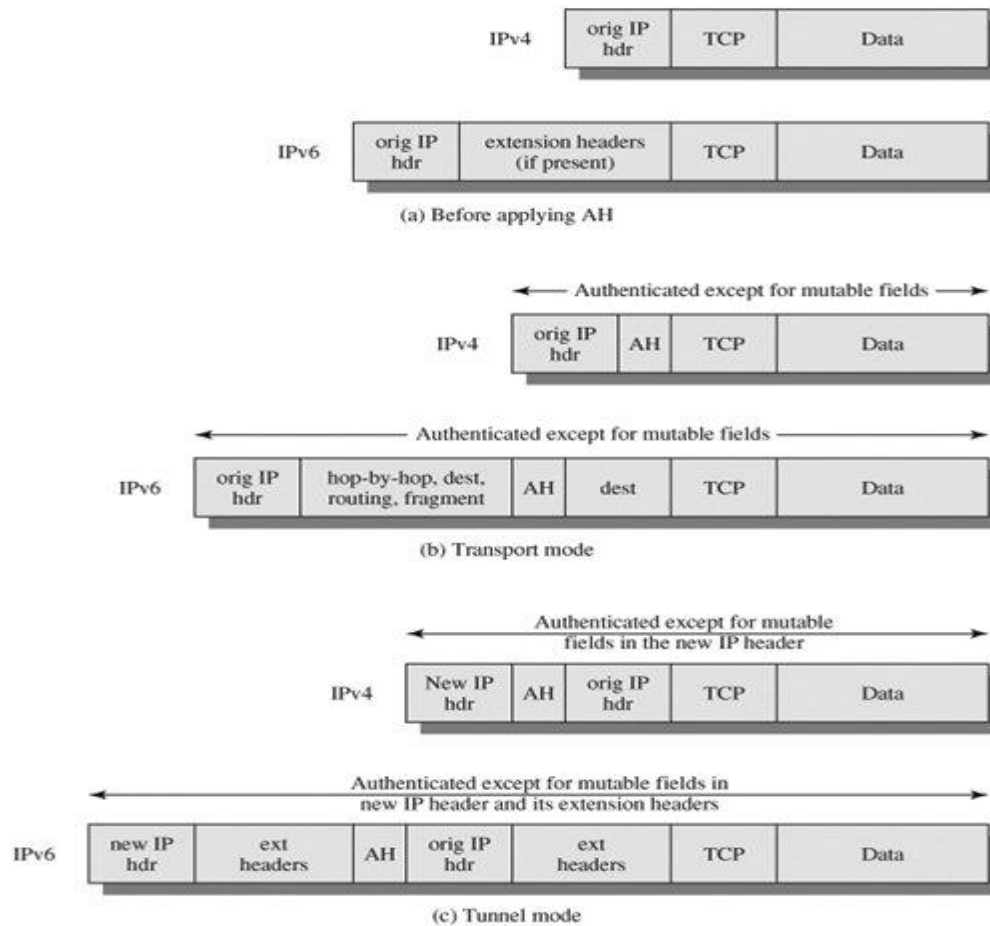 IPv4 orig IP hdr TCP Data
IPv6 orig IP hdr extension headers (if present) TCP Data
(a) Before applying AH
Authenticated except for mutable fields
IPv4 orig IP hdr AH TCP Data
Authenticated except for mutable fields
IPv6 orig IP hdr hop-by-hop, dest, routing, fragment AH dest TCP Data
(b) Transport mode
Authenticated except for mutable
fields in the new IP header
IPv4 New IP hdr AH orig IP hdr TCP Data
Authenticated except for mutable fields in
new IP header and its extension headers
IPv6 new IP hdr ext headers AH orig IP hdr ext headers TCP Data
(c) Tunnel mode